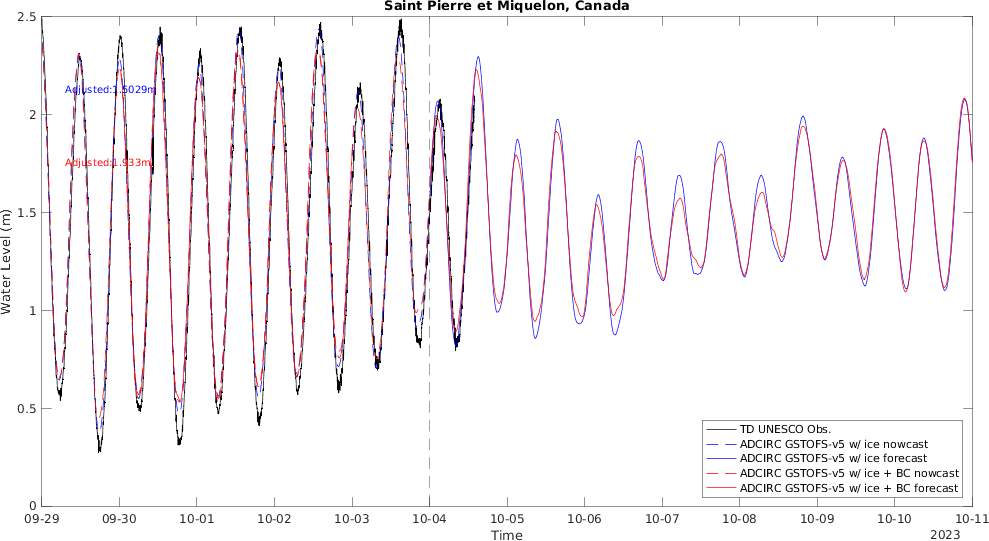 Saint Pierre et Miquelon, Canada
2.5
2
1.5
1
0.5
0
Water Level (m)
Adjusted:1.5029m
Adjusted:1.933m
TD UNESCO Obs.
ADCIRC GSTOFS-v5 w/ ice nowcast
ADCIRC GSTOFS-v5 w/ ice forecast
ADCIRC GSTOFS-v5 w/ ice + BC nowcast
ADCIRC GSTOFS-v5 w/ ice + BC forecast
09-29 09-30 10-01 10-02 10-03 10-04 10-05 10-06 10-07 10-08 10-09 10-10 10-11
Time
2023